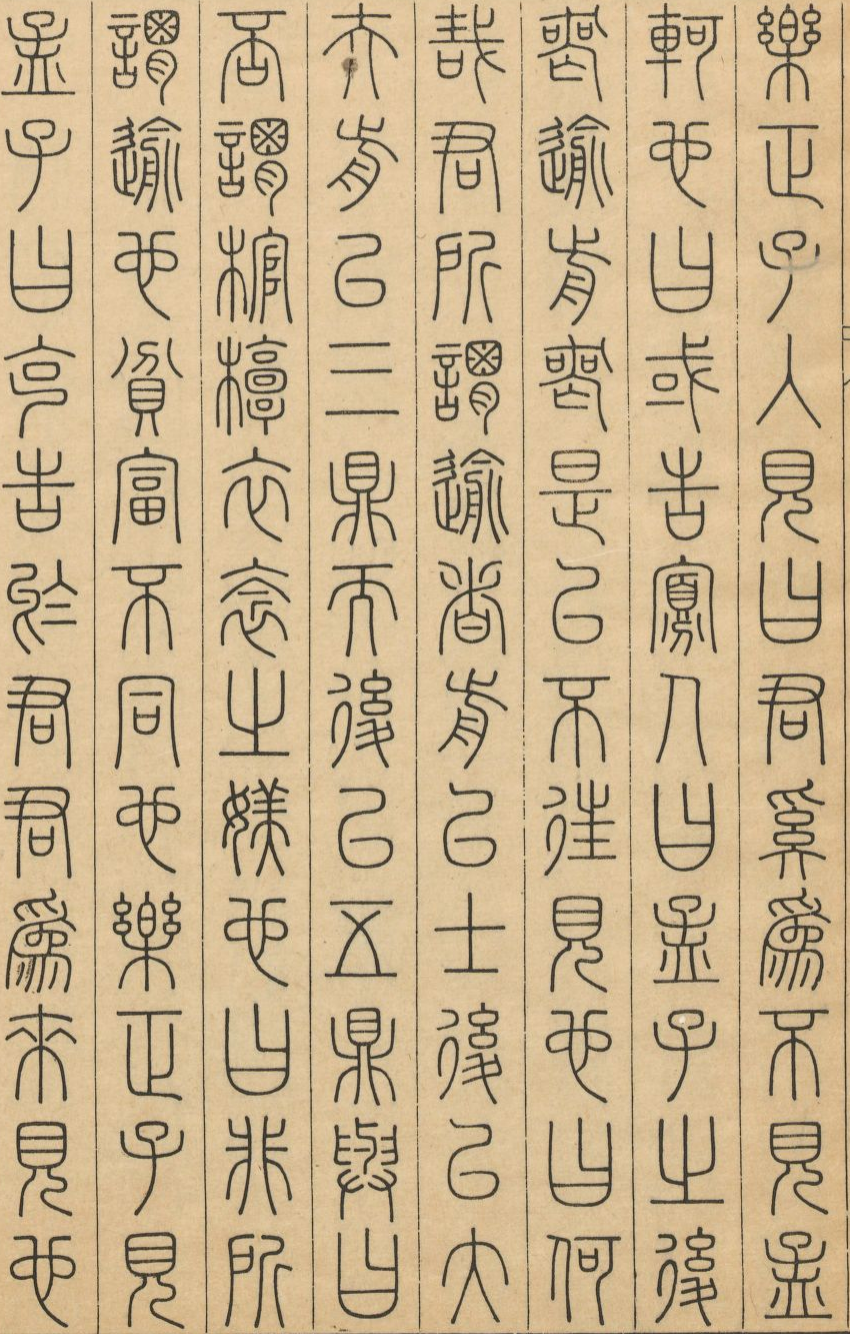 樂正子入見曰君奚爲不見孟
軻也曰或告寡人曰孟子之後
喪逾前喪是以不往見也曰何
哉君所謂逾者前以士後以大
夫前以三鼎而後以五鼎與曰
否謂棺槨衣衾之媄也曰非所
謂逾也貧富不同也樂正子見
孟子曰克告於君君爲來見也